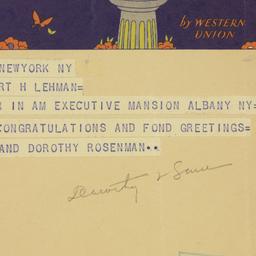 by WESTERN
UNION
NEWYORK NY
RT H LEHMAN=
IN AM EXECUTIVE MANSION ALBANY NY=
CONGRATULATIONS AND FOND GREETINGS=
AND DOROTHY ROSENMAN..
Dorothy & Sam